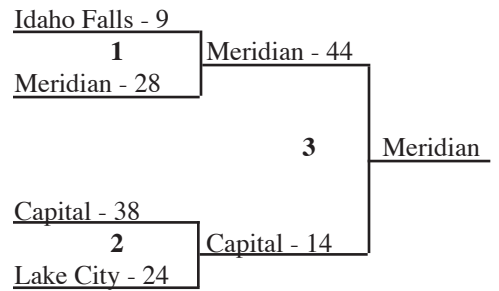 Idaho Falls - 9
1
Meridian - 44
Meridian - 28
3
Meridian
Capital - 38
2
Capital - 14
Lake City - 24